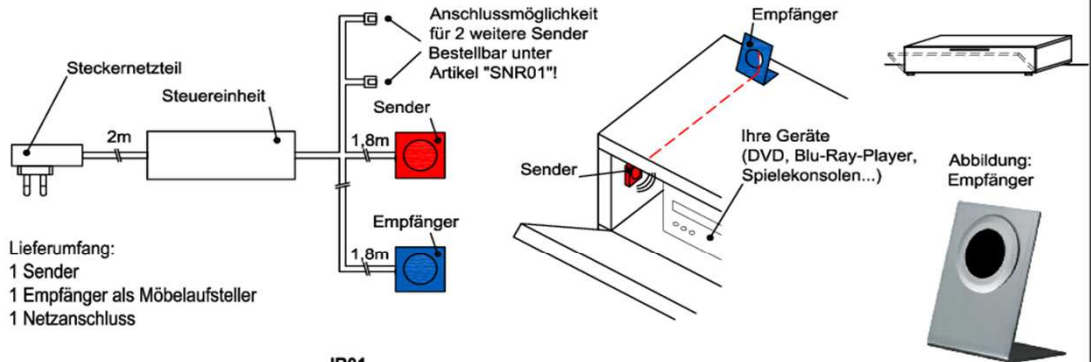 Steckernetzteil
Steuereinheit
2m
Anschlussmöglichkeit
für 2 weitere Sender
Bestellbar unter
Artikel "SNR01"!
Sender
1,8m
Empfänger
1,8m
Lieferumfang:
1 Sender
1 Empfänger als Möbelaufsteller
1 Netzanschluss
Empfänger
Sender
Ihre Geräte
(DVD, Blu-Ray-Player,
Spielekonsolen...)
Abbildung:
Empfänger
IR01